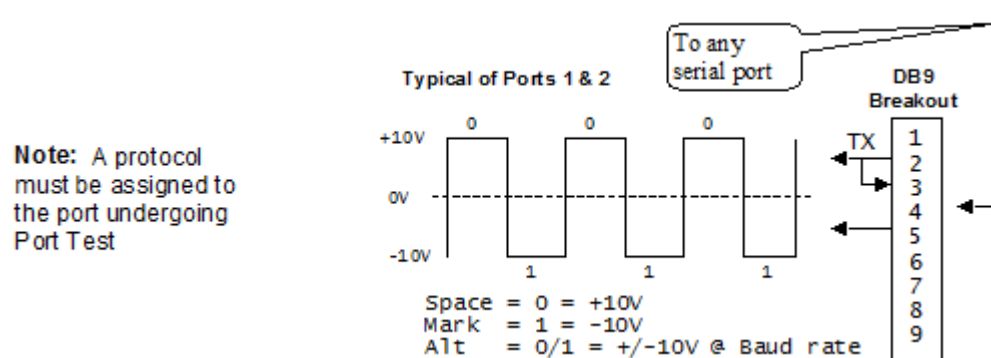 To any
serial port
Typical of Ports 1 & 2
DB9
Breakout
Note: A protocol
must be assigned to
the port undergoing
Port Test
+10V
0 0 0
0V
-10V
1 1 1
TX
1
2
3
4
5
6
7
8
9
Space = 0 = +10V
Mark = 1 = -10V
Alt = 0/1 = +/-10V @ Baud rate